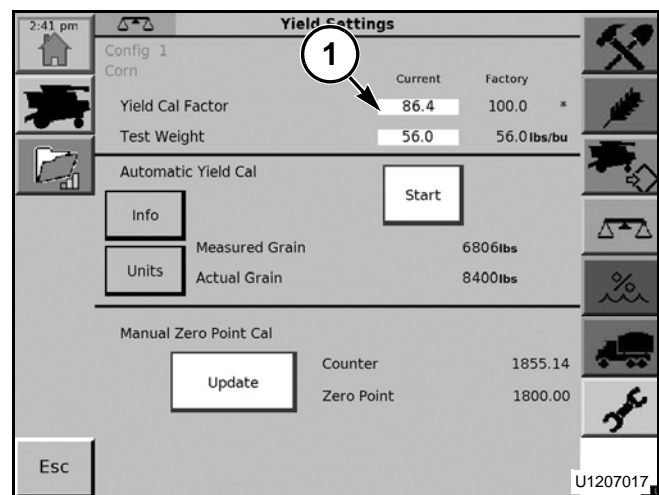 2:41 pm
Yield Settings
1
Config 1
Corn
Current Factory
Yield Cal Factor 86.4 100.0 *
Test Weight 56.0 56.0 lbs/bu
Automatic Yield Cal
Start
Info
Measured Grain 6806lbs
Units
Actual Grain 8400lbs
%
Manual Zero Point Cal
Counter 1855.14
Update
Zero Point 1800.00
Esc
U1207017